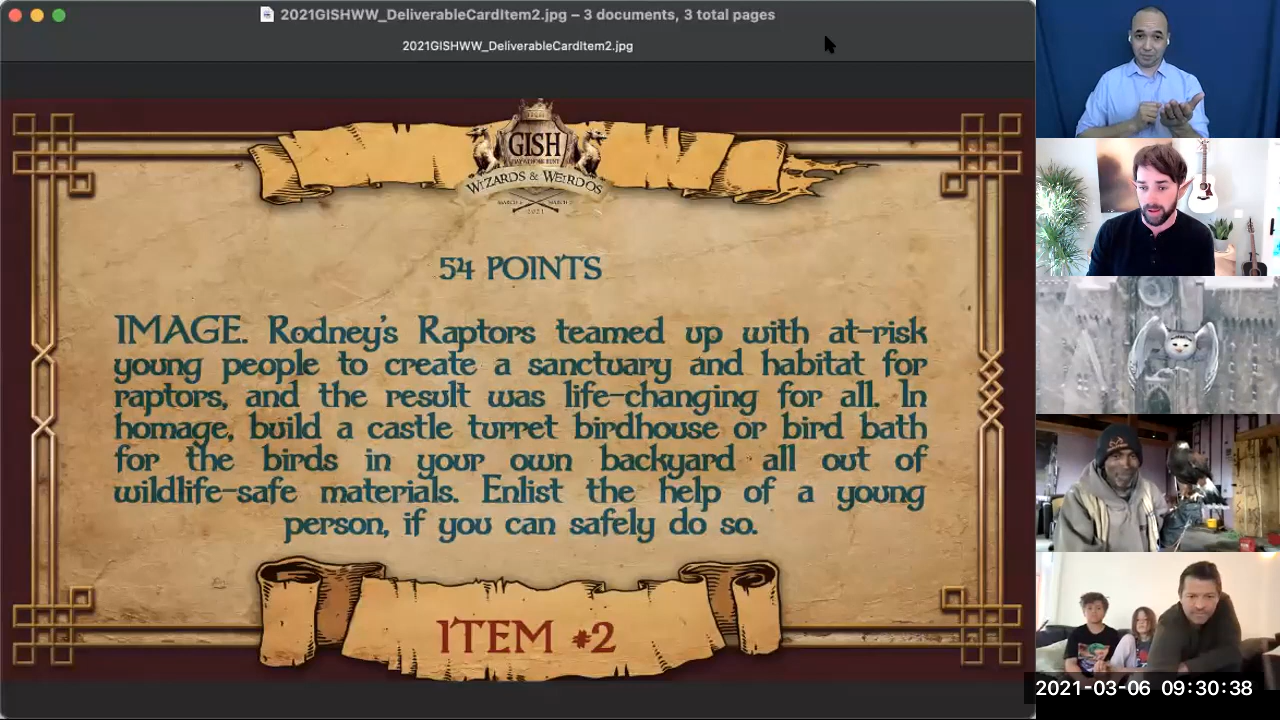 2021GISHWW_DeliverableCardItem2.jpg – 3 documents, 3 total pages
2021GISHWW_DeliverableCardItem2.jpg
GISH
WIZARDS & WEIRDOS
2021
54 POINTS
IMAGE. Rodney's Raptors teamed up with at-risk
young people to create a sanctuary and habitat for
raptors, and the result was life-changing for all. In
homage, build a castle turret birdhouse or bird bath
for the birds in your own backyard all out of
wildlife-safe materials. Enlist the help of a young
person, if you can safely do so.
ITEM #2
2021-03-06 09:30:38